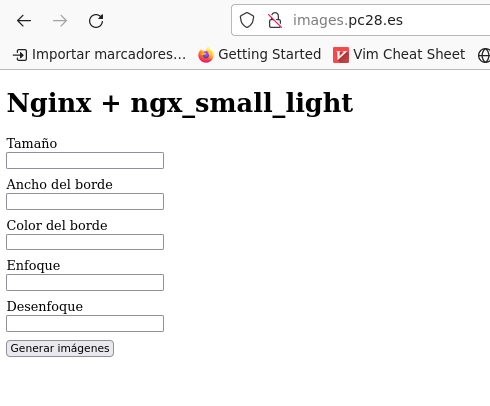 images.pc28.es
Importar marcadores... Getting Started Vim Cheat Sheet
Nginx + ngx_small_light
Tamaño
Ancho del borde
Color del borde
Enfoque
Desenfoque
Generar imágenes